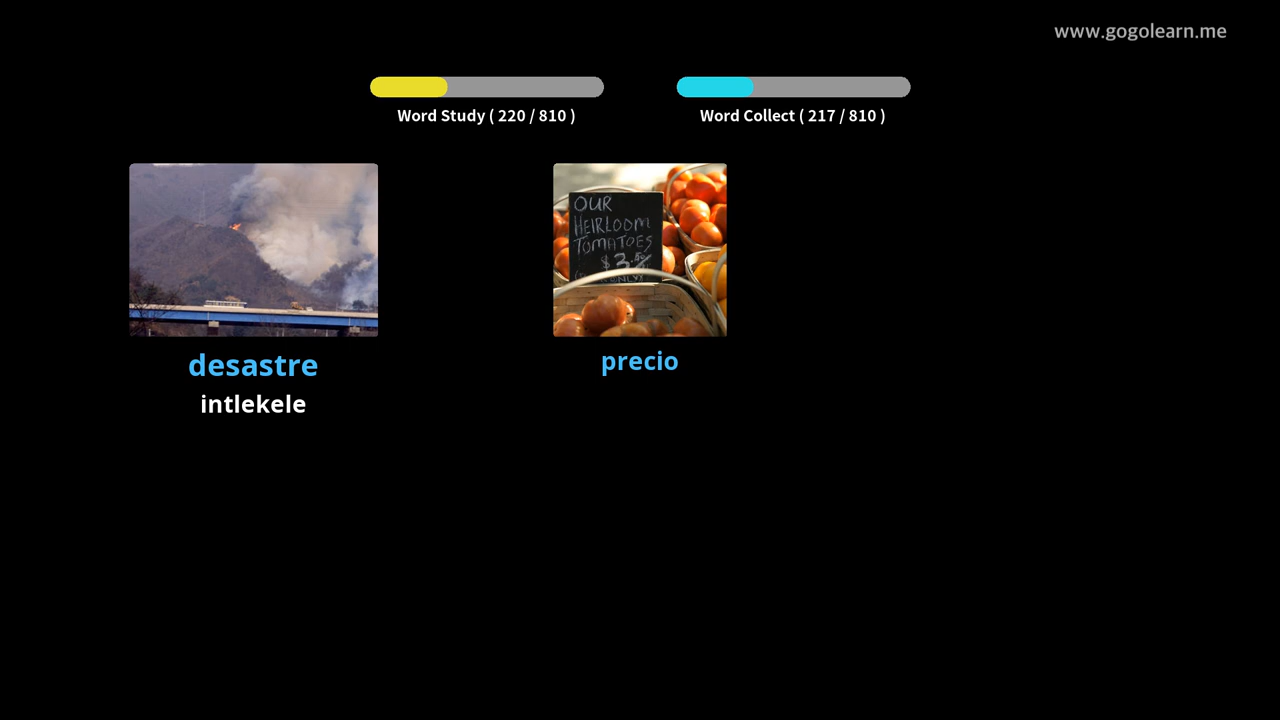 www.gogolearn.me
Word Study ( 220 / 810 )
Word Collect ( 217 / 810 )
OUR
HEIRLOOM
TOMATOES
desastre
precio
intlekele